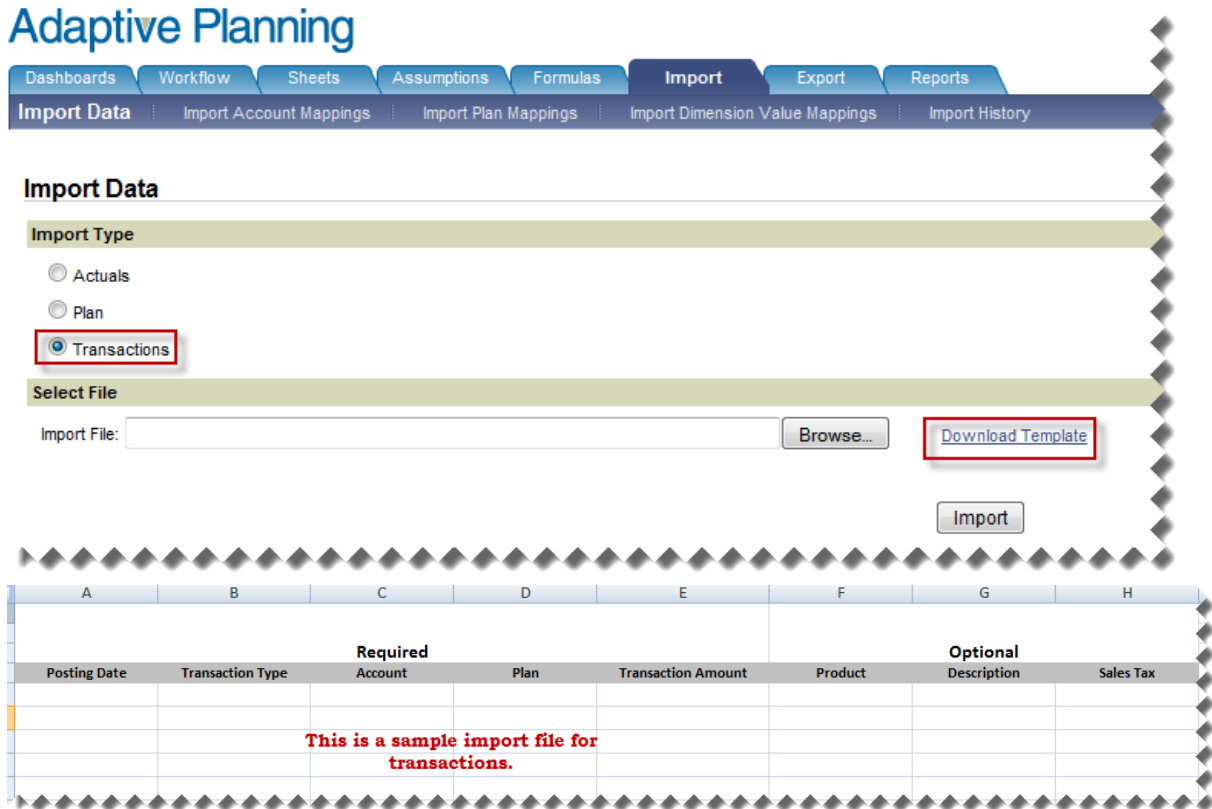 Adaptive Planning
Dashboards Workflow Sheets Assumptions Formulas Import Export Reports
Import Data Import Account Mappings Import Plan Mappings Import Dimension Value Mappings Import History
Import Data
Import Type
Actuals
Plan
Transactions
Select File
Import File: Browse... Download Template
Import
A B C D E F G H
Required Optional
Posting Date Transaction Type Account Plan Transaction Amount Product Description Sales Tax
This is a sample import file for
transactions.